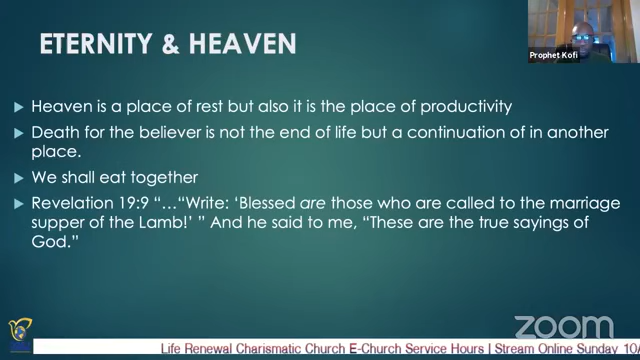 ETERNITY & HEAVEN
Prophet Kofi
Heaven is a place of rest but also it is the place of productivity
Death for the believer is not the end of life but a continuation of in another
place.
We shall eat together
Revelation 19:9 “…“Write: ‘Blessed are those who are called to the marriage
supper of the Lamb!’ ” And he said to me, “These are the true sayings of
God.”
zoom
Life Renewal Charismatic Church E-Church Service Hours | Stream Online Sunday 10